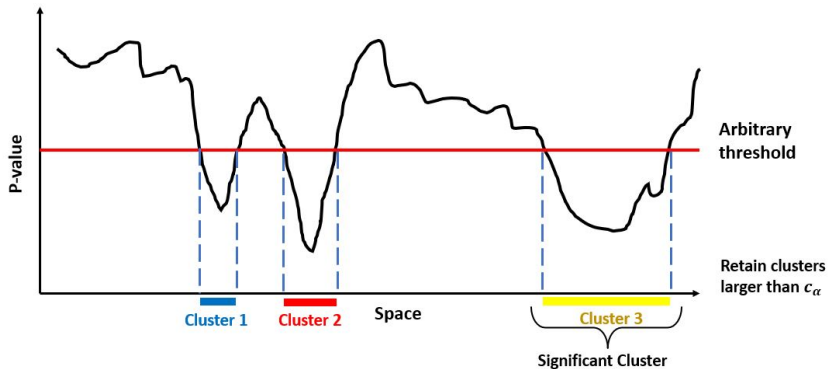 P-value
Arbitrary
threshold
Retain clusters
larger than c_α
Space
Cluster 1
Cluster 2
Cluster 3
Significant Cluster